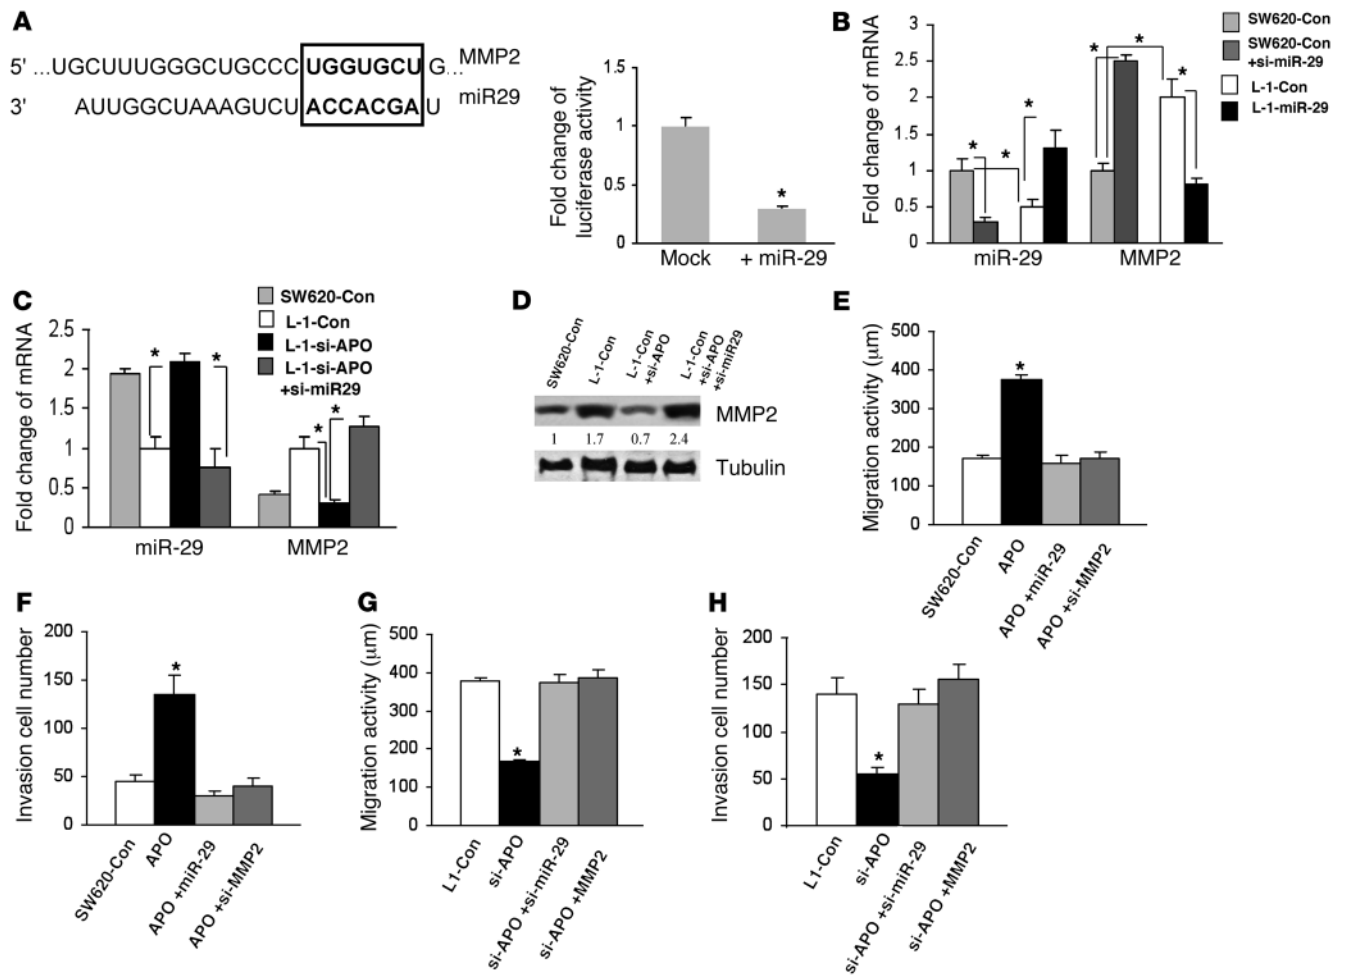 A
5' ...UGCUUUGGGCUGCCC UGGUGCU G... MMP2
3' AUUGGCUAAAGUCU ACCACGA U miR29
Fold change of
luciferase activity
1.5
1
0.5
0
*
Mock + miR-29
B
Fold change of mRNA
3
2.5
2
1.5
1
0.5
0
* * * * * *
miR-29 MMP2
SW620-Con
SW620-Con
+si-miR-29
L-1-Con
L-1-miR-29
C
Fold change of mRNA
2.5
2
1.5
1
0.5
0
* * * *
miR-29 MMP2
SW620-Con
L-1-Con
L-1-si-APO
L-1-si-APO
+si-miR29
D
SW620-Con
L-1-Con
L-1-Con
+si-APO
L-1-Con
+si-APO
+si-miR29
MMP2
1 1.7 0.7 2.4
Tubulin
E
Migration activity (μm)
500
400
300
200
100
0
*
SW620-Con
APO
APO +miR-29
APO +si-MMP2
F
Invasion cell number
200
150
100
50
0
*
SW620-Con
APO
APO +miR-29
APO +si-MMP2
G
Migration activity (μm)
500
400
300
200
100
0
*
L1-Con
si-APO
si-APO +si-miR-29
si-APO +MMP2
H
Invasion cell number
200
150
100
50
0
*
L1-Con
si-APO
si-APO +si-miR-29
si-APO +MMP2